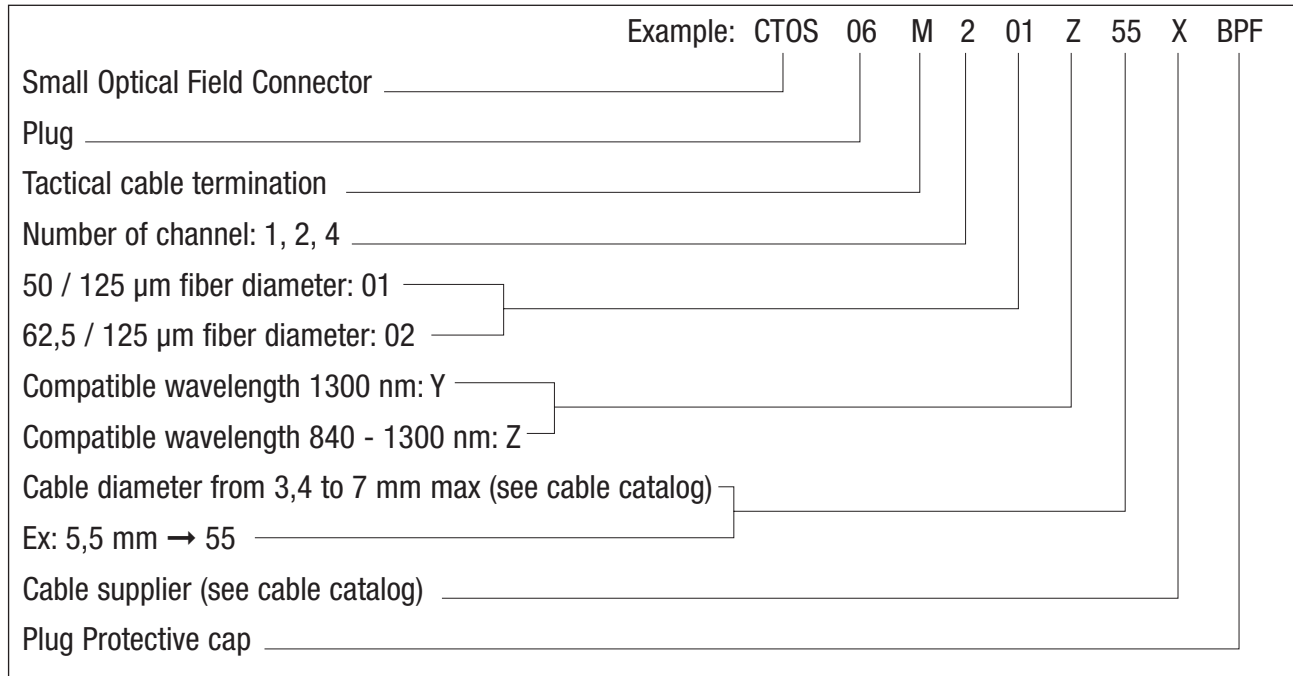 Example: CTOS 06 M 2 01 Z 55 X BPF
Small Optical Field Connector
Plug
Tactical cable termination
Number of channel: 1, 2, 4
50 / 125 µm fiber diameter: 01
62,5 / 125 µm fiber diameter: 02
Compatible wavelength 1300 nm: Y
Compatible wavelength 840 - 1300 nm: Z
Cable diameter from 3,4 to 7 mm max (see cable catalog)
Ex: 5,5 mm ➞ 55
Cable supplier (see cable catalog)
Plug Protective cap